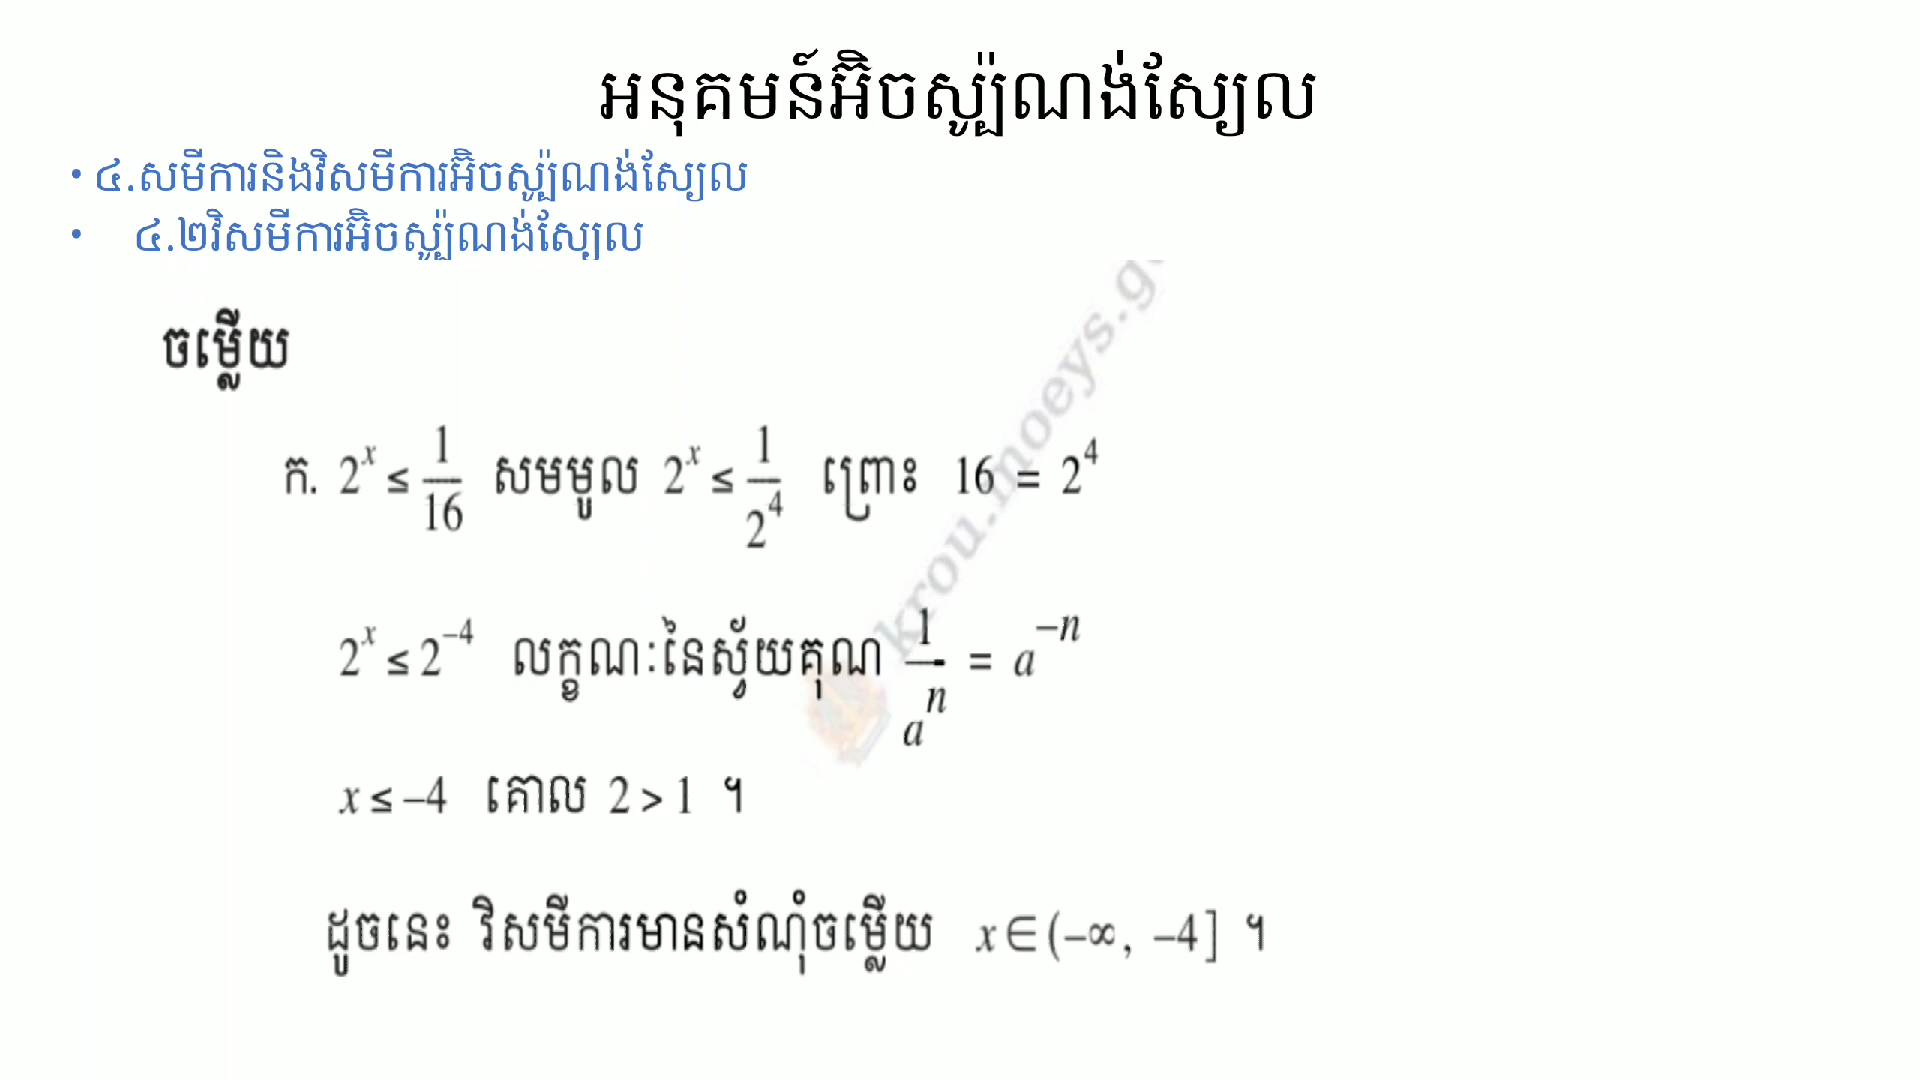 អនុគមន៍អ៊ិចស្ប៉ូណង់ស្យែល
• ៤.សមីការនិងវិសមីការអ៊ិចស្ប៉ូណង់ស្យែល
• ៤.២វិសមីការអ៊ិចស្ប៉ូណង់ស្យែល
ចម្លើយ
ក. 2^x ≤ 1/16 សមមូល 2^x ≤ 1/2^4 ព្រោះ 16 = 2^4
2^x ≤ 2^-4 លក្ខណៈនៃស្វ័យគុណ 1/a^n = a^-n
x ≤ -4 គោល 2 > 1 ។
ដូចនេះ វិសមីការមានសំណុំចម្លើយ x ∈ (-∞, -4] ។
krou.moeys.g